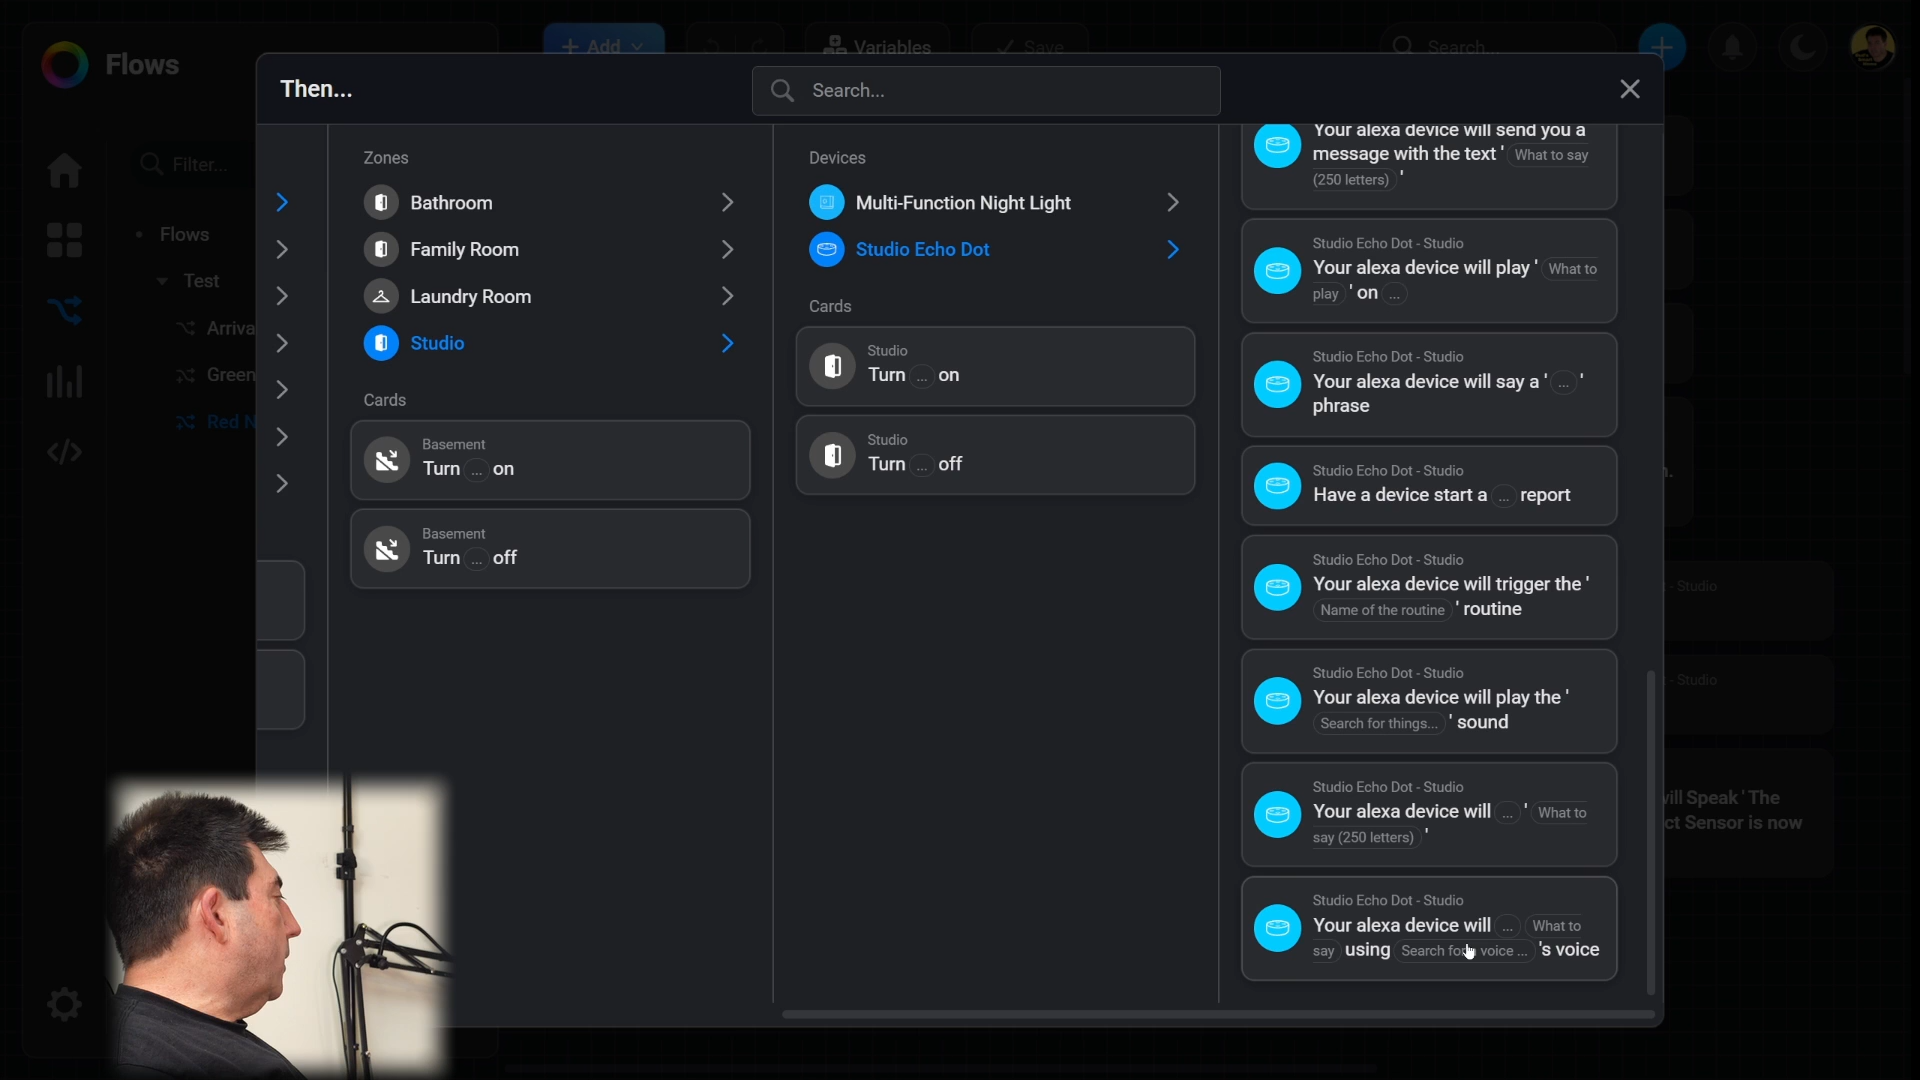 Flows
Add
Variables
Save
Search...
Then...
Search...
Filter...
Flows
Test
Arriva
Green
Red N
Zones
Bathroom
Family Room
Laundry Room
Studio
Cards
Basement
Turn ... on
Basement
Turn ... off
Devices
Multi-Function Night Light
Studio Echo Dot
Cards
Studio
Turn ... on
Studio
Turn ... off
Your alexa device will send you a
message with the text ' What to say
(250 letters) '
Studio Echo Dot - Studio
Your alexa device will play ' What to
play ' on ...
Studio Echo Dot - Studio
Your alexa device will say a ' ... '
phrase
Studio Echo Dot - Studio
Have a device start a ... report
Studio Echo Dot - Studio
Your alexa device will trigger the '
Name of the routine ' routine
Studio Echo Dot - Studio
Your alexa device will play the '
Search for things... ' sound
Studio Echo Dot - Studio
Your alexa device will ... ' What to
say (250 letters) '
Studio Echo Dot - Studio
Your alexa device will ... What to
say using Search for voice ... 's voice
- Studio
- Studio
will Speak ' The
ct Sensor is now